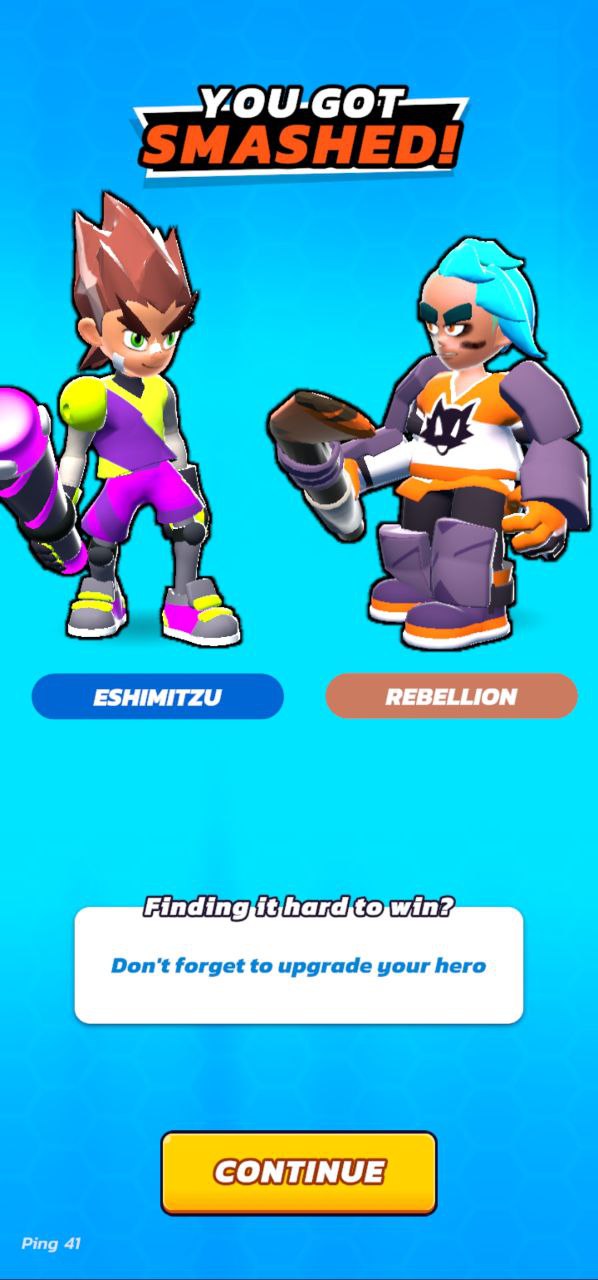 YOU GOT
SMASHED!
ESHIMITZU
REBELLION
Finding it hard to win?
Don't forget to upgrade your hero
CONTINUE
Ping 41